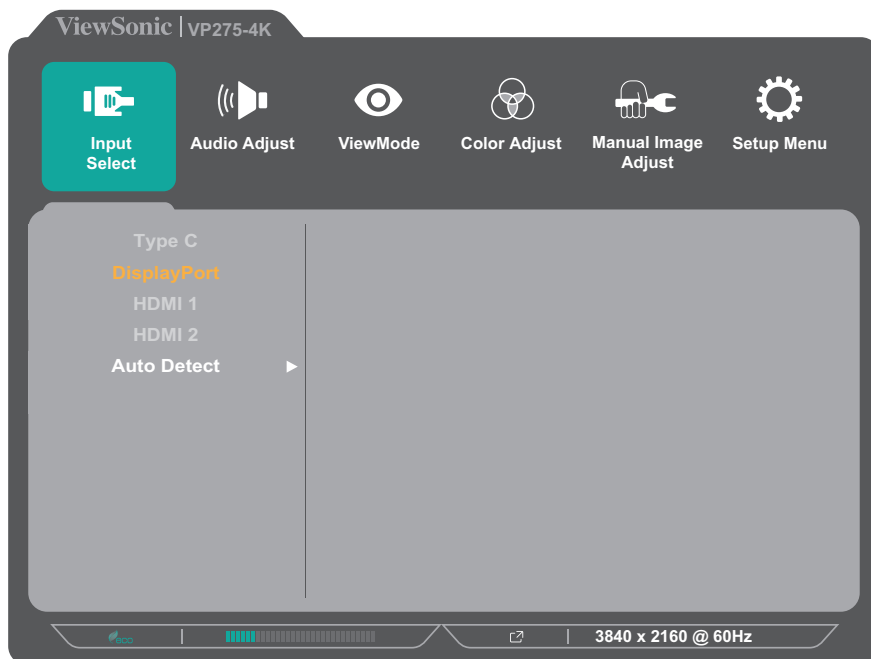 ViewSonic | VP275-4K
Input
Select
Audio Adjust
ViewMode
Color Adjust
Manual Image
Adjust
Setup Menu
Type C
DisplayPort
HDMI 1
HDMI 2
Auto Detect
eco
3840 x 2160 @ 60Hz